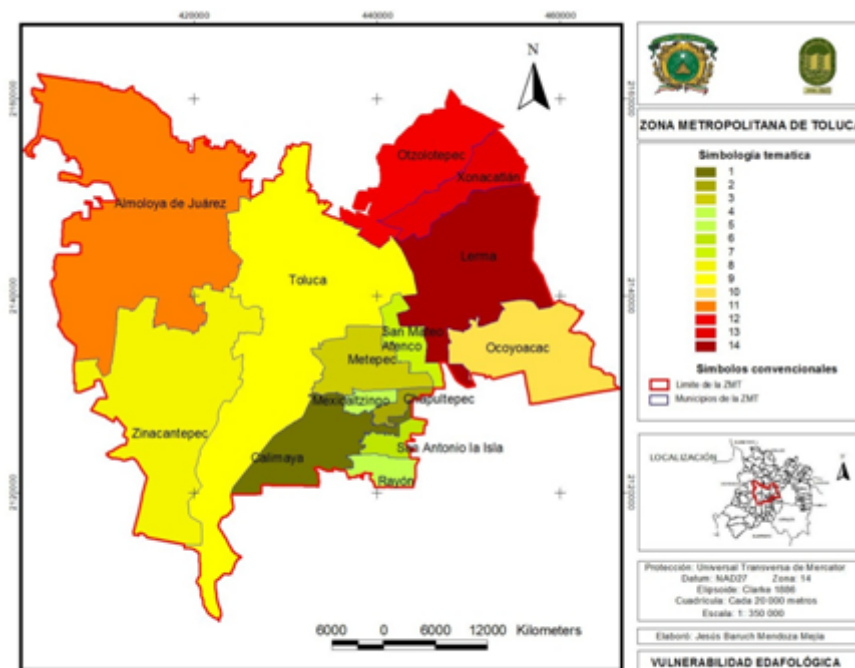 420000 440000 460000
2160000 2160000
N
ZONA METROPOLITANA DE TOLUCA
Simbología tematica
1
2
3
4
5
6
7
8
9
10
11
12
13
14
Simbolos convencionales
Limite de la ZMT
Municipios de la ZMT
Otzolotepec
Xonacatlán
Almoloya de Juárez
Lerma
Toluca
2140000 2140000
San Mateo
Atenco
Ocoyoacac
Metepec
Mexicaltzingo
Chapultepec
Zinacantepec
San Antonio la Isla
Calimaya
Rayón
2120000 2120000
6000 0 6000 12000 Kilometers
LOCALIZACIÓN
Protección: Universal Transversa de Mercator
Datum: NAD27 Zona: 14
Elipsoide: Clarke 1886
Cuadrícula: Cada 20 000 metros
Escala: 1: 350 000
Elaboró: Jesús Baruch Mendoza Mejía
VULNERABILIDAD EDAFOLÓGICA